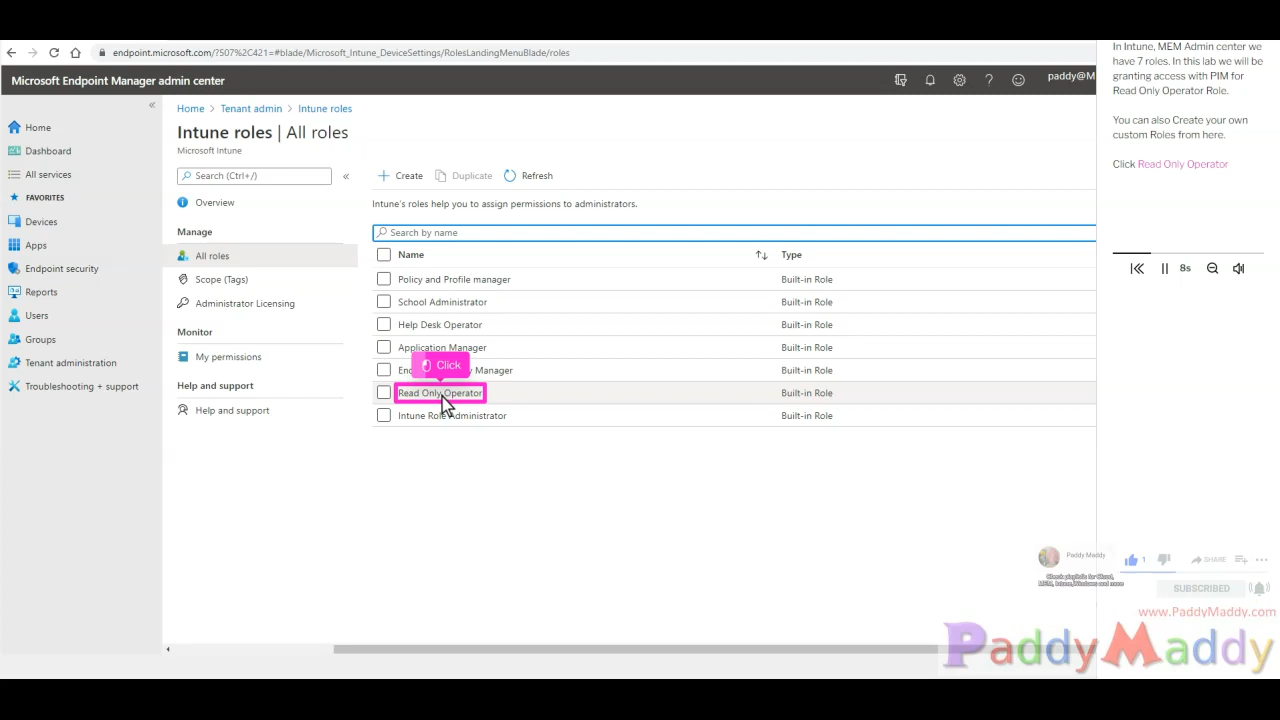 endpoint.microsoft.com/?507%2C421=#blade/Microsoft_Intune_DeviceSettings/RolesLandingMenuBlade/roles
Microsoft Endpoint Manager admin center
paddy@M
Home
Dashboard
All services
FAVORITES
Devices
Apps
Endpoint security
Reports
Users
Groups
Tenant administration
Troubleshooting + support
Home > Tenant admin > Intune roles
Intune roles | All roles
Microsoft Intune
Search (Ctrl+/)
Overview
Manage
All roles
Scope (Tags)
Administrator Licensing
Monitor
My permissions
Help and support
Help and support
Create Duplicate Refresh
Intune's roles help you to assign permissions to administrators.
Search by name
Name Type
Policy and Profile manager Built-in Role
School Administrator Built-in Role
Help Desk Operator Built-in Role
Application Manager Built-in Role
Click
Manager Built-in Role
Read Only Operator Built-in Role
Intune Role Administrator Built-in Role
In Intune, MEM Admin center we
have 7 roles. In this lab we will be
granting access with PIM for
Read Only Operator Role.
You can also Create your own
custom Roles from here.
Click Read Only Operator
8s
Paddy Maddy
1
SHARE
SUBSCRIBED
www.PaddyMaddy.com
PaddyMaddy